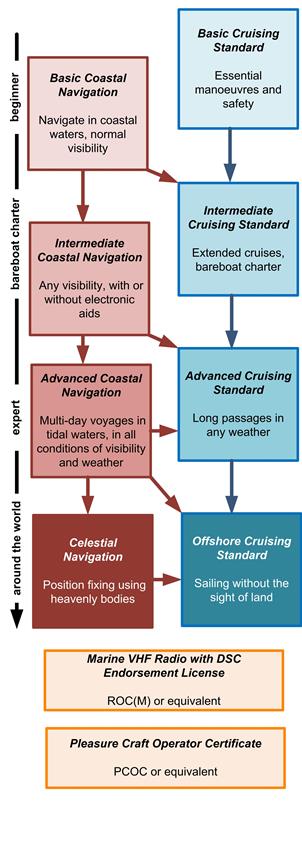 Basic Cruising
Standard
Essential
manoeuvres and
safety
beginner
Basic Coastal
Navigation
Navigate in coastal
waters, normal
visibility
bareboat charter
Intermediate
Cruising Standard
Extended cruises,
bareboat charter
Intermediate
Coastal Navigation
Any visibility, with or
without electronic
aids
expert
Advanced Coastal
Navigation
Multi-day voyages in
tidal waters, in all
conditions of visibility
and weather
Advanced Cruising
Standard
Long passages in
any weather
around the world
Celestial
Navigation
Position fixing using
heavenly bodies
Offshore Cruising
Standard
Sailing without the
sight of land
Marine VHF Radio with DSC
Endorsement License
ROC(M) or equivalent
Pleasure Craft Operator Certificate
PCOC or equivalent